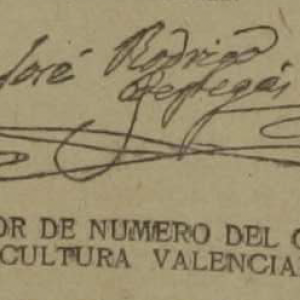 José Rodrigo
Pertegás
OR DE NUMERO DEL C
CULTURA VALENCIA